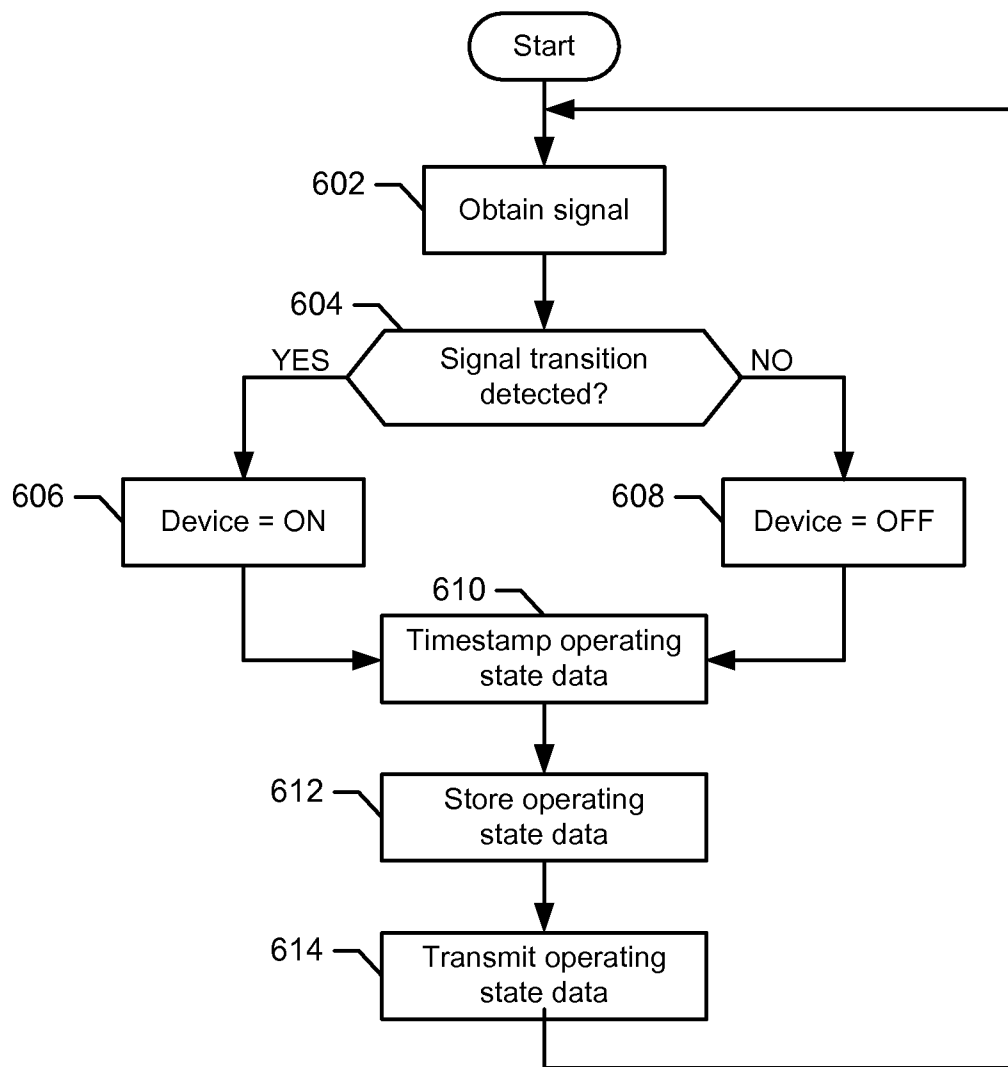 Start
602
Obtain signal
604
YES
Signal transition
detected?
NO
606
Device = ON
608
Device = OFF
610
Timestamp operating
state data
612
Store operating
state data
614
Transmit operating
state data